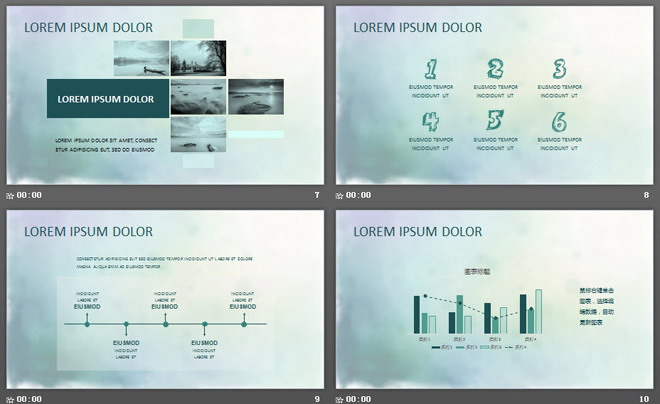 LOREM IPSUM DOLOR
LOREM IPSUM DOLOR
LOREM IPSUM DOLOR SIT AMET, CONSECT
ETUR ADIPISICING ELIT, SED DO EIUSMOD
00:00 7
LOREM IPSUM DOLOR
1 2 3
EIUSMOD TEMPOR EIUSMOD TEMPOR EIUSMOD TEMPOR
INCIDIDUNT UT INCIDIDUNT UT INCIDIDUNT UT
4 5 6
EIUSMOD TEMPOR EIUSMOD TEMPOR EIUSMOD TEMPOR
INCIDIDUNT UT INCIDIDUNT UT INCIDIDUNT UT
00:00 8
LOREM IPSUM DOLOR
CONSECTETUR ADIPISICING ELIT SED EIUSMOD TEMPOR INCIDIDUNT UT LABORE ET DOLORE
MAGNA ALIQUA ENIM AD EIUSMOD TEMPOR
INCIDIDUNT INCIDIDUNT INCIDIDUNT
LABORE ET LABORE ET LABORE ET
EIUSMOD EIUSMOD EIUSMOD
EIUSMOD EIUSMOD
INCIDIDUNT INCIDIDUNT
LABORE ET LABORE ET
00:00 9
LOREM IPSUM DOLOR
图表标题
鼠标右键单击
图表，选择编
辑数据，自动
更新图表
类别1 类别2 类别3 类别4
系列1 系列2 系列3 系列4
00:00 10